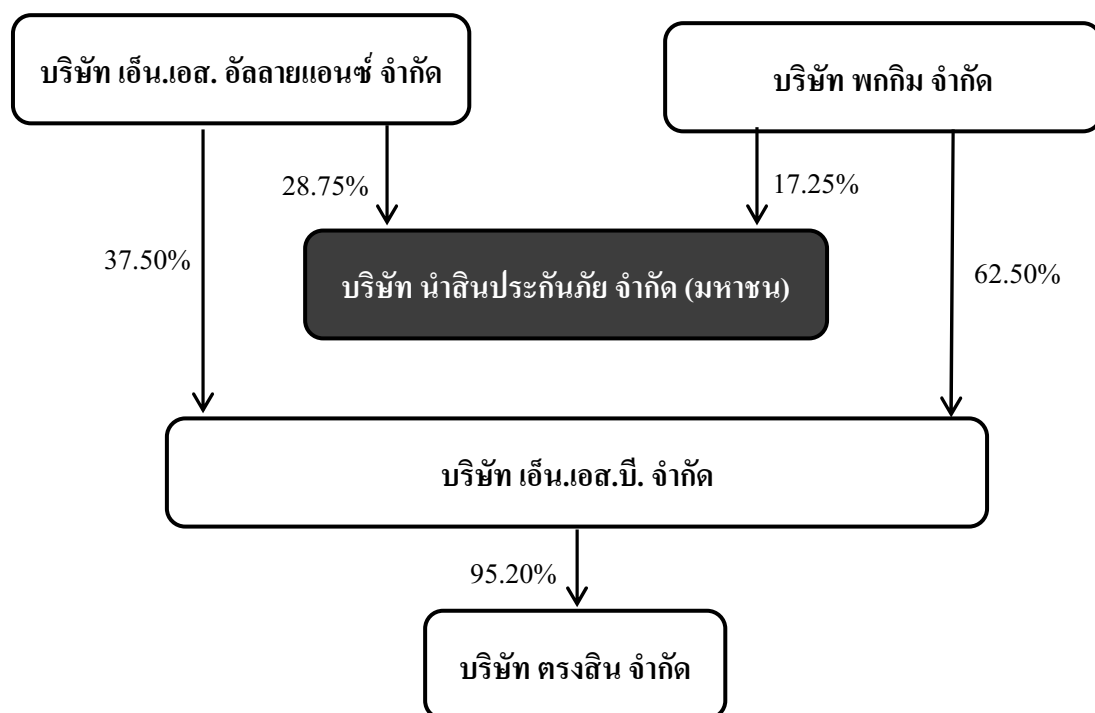 บริษัท เอ็น.เอส. อัลลายแอนซ์ จำกัด
บริษัท พกกิม จำกัด
28.75%
17.25%
37.50%
62.50%
บริษัท นำสินประกันภัย จำกัด (มหาชน)
บริษัท เอ็น.เอส.บี. จำกัด
95.20%
บริษัท ตรงสิน จำกัด